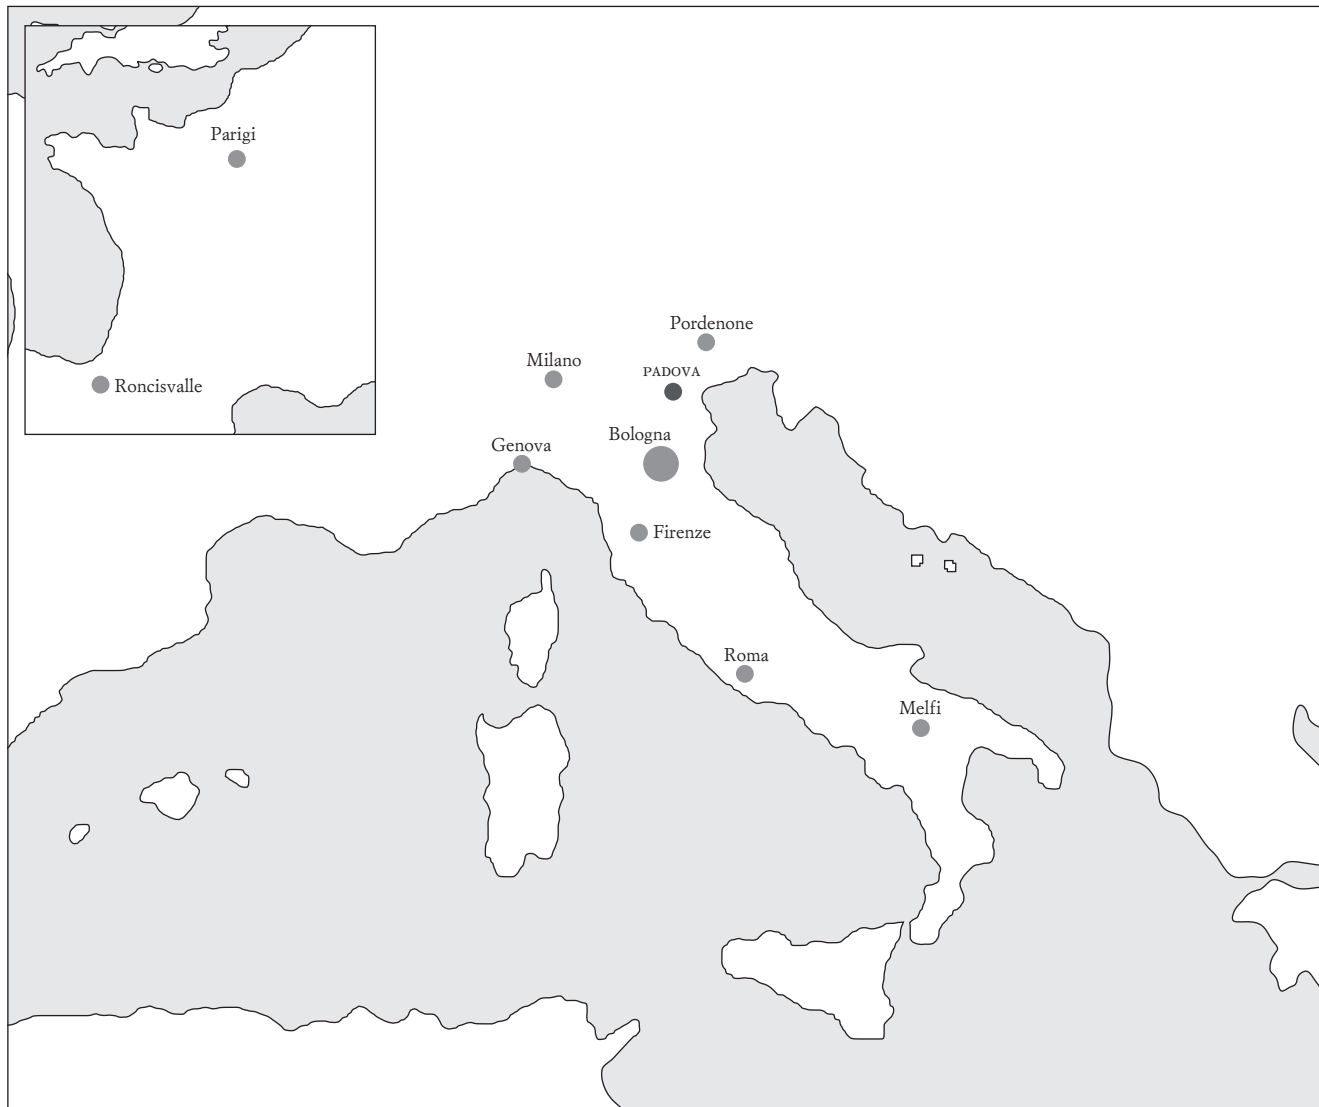 Parigi
Roncisvalle
Pordenone
Milano
PADOVA
Bologna
Genova
Firenze
Roma
Melfi